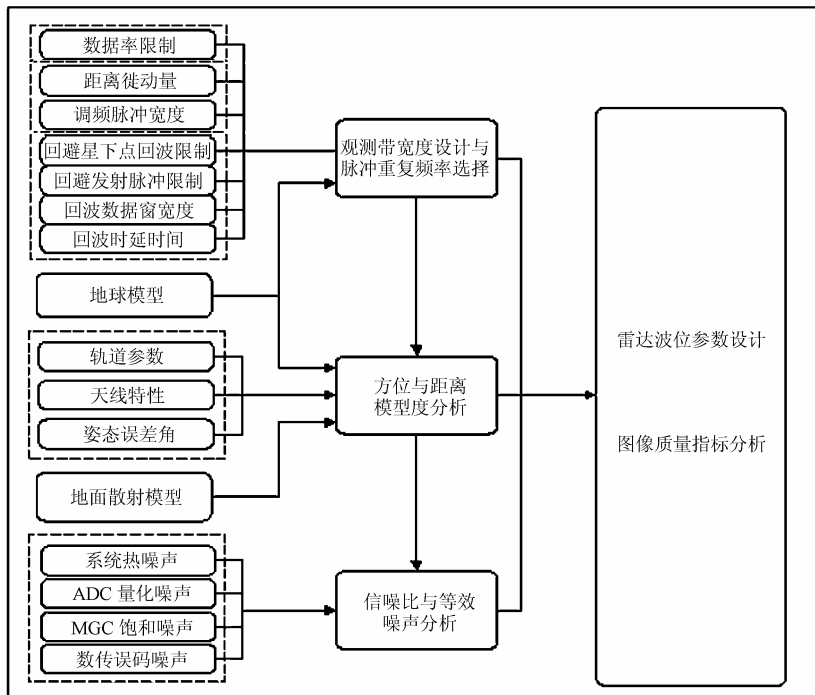 数据率限制
距离徙动量
调频脉冲宽度
回避星下点回波限制
回避发射脉冲限制
回波数据窗宽度
回波时延时间
地球模型
轨道参数
天线特性
姿态误差角
地面散射模型
系统热噪声
ADC 量化噪声
MGC 饱和噪声
数传误码噪声
观测带宽度设计与
脉冲重复频率选择
方位与距离
模型度分析
信噪比与等效
噪声分析
雷达波位参数设计
图像质量指标分析